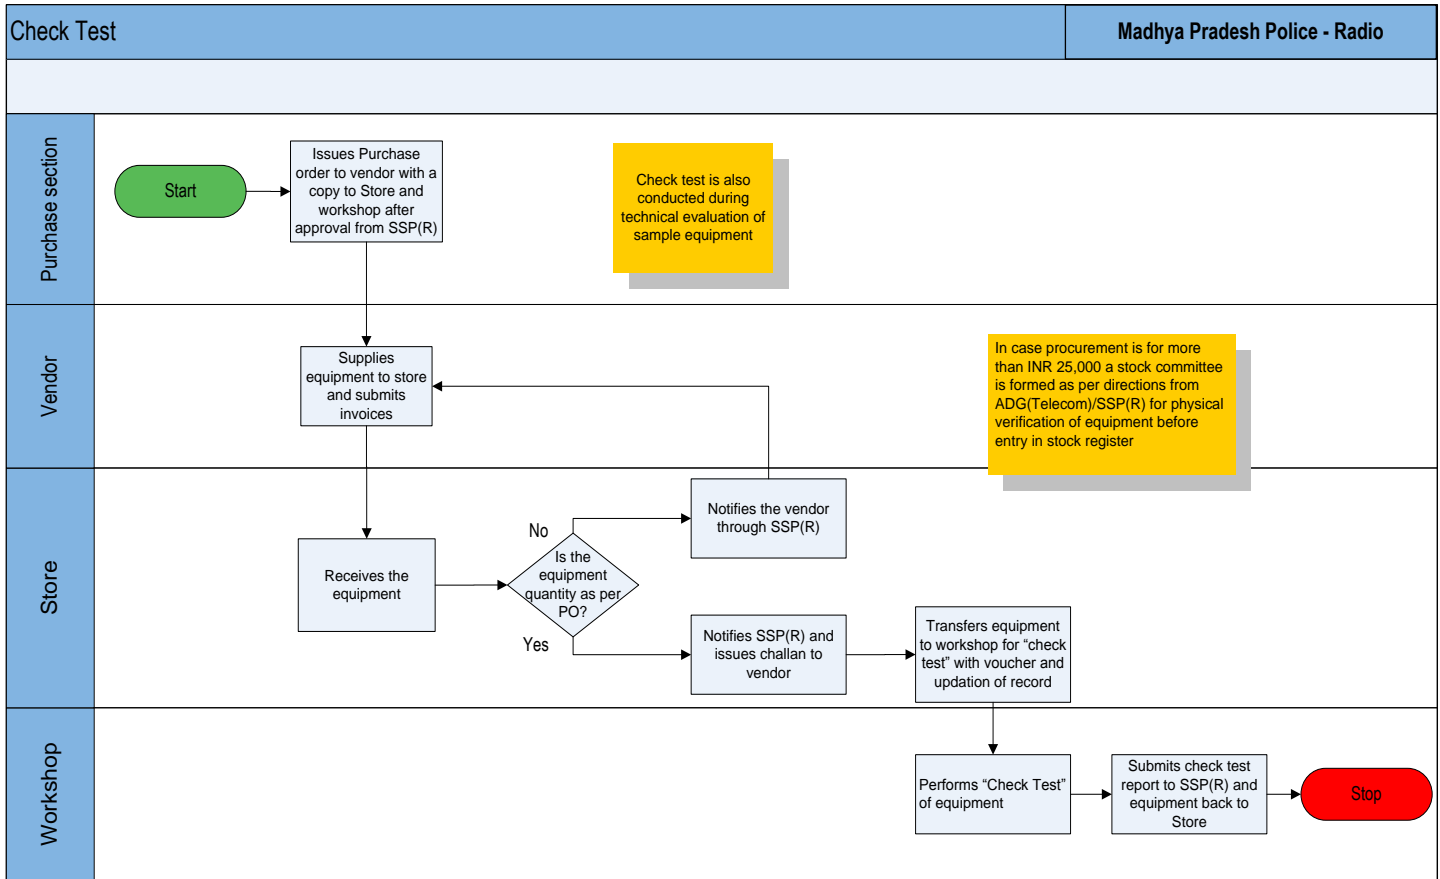 Check Test
Madhya Pradesh Police - Radio
Purchase section
Start
Issues Purchase
order to vendor with a
copy to Store and
workshop after
approval from SSP(R)
Check test is also
conducted during
technical evaluation of
sample equipment
Vendor
Supplies
equipment to store
and submits
invoices
In case procurement is for more
than INR 25,000 a stock committee
is formed as per directions from
ADG(Telecom)/SSP(R) for physical
verification of equipment before
entry in stock register
Store
Receives the
equipment
Is the
equipment
quantity as per
PO?
No
Notifies the vendor
through SSP(R)
Yes
Notifies SSP(R) and
issues challan to
vendor
Transfers equipment
to workshop for “check
test” with voucher and
updation of record
Workshop
Performs “Check Test”
of equipment
Submits check test
report to SSP(R) and
equipment back to
Store
Stop